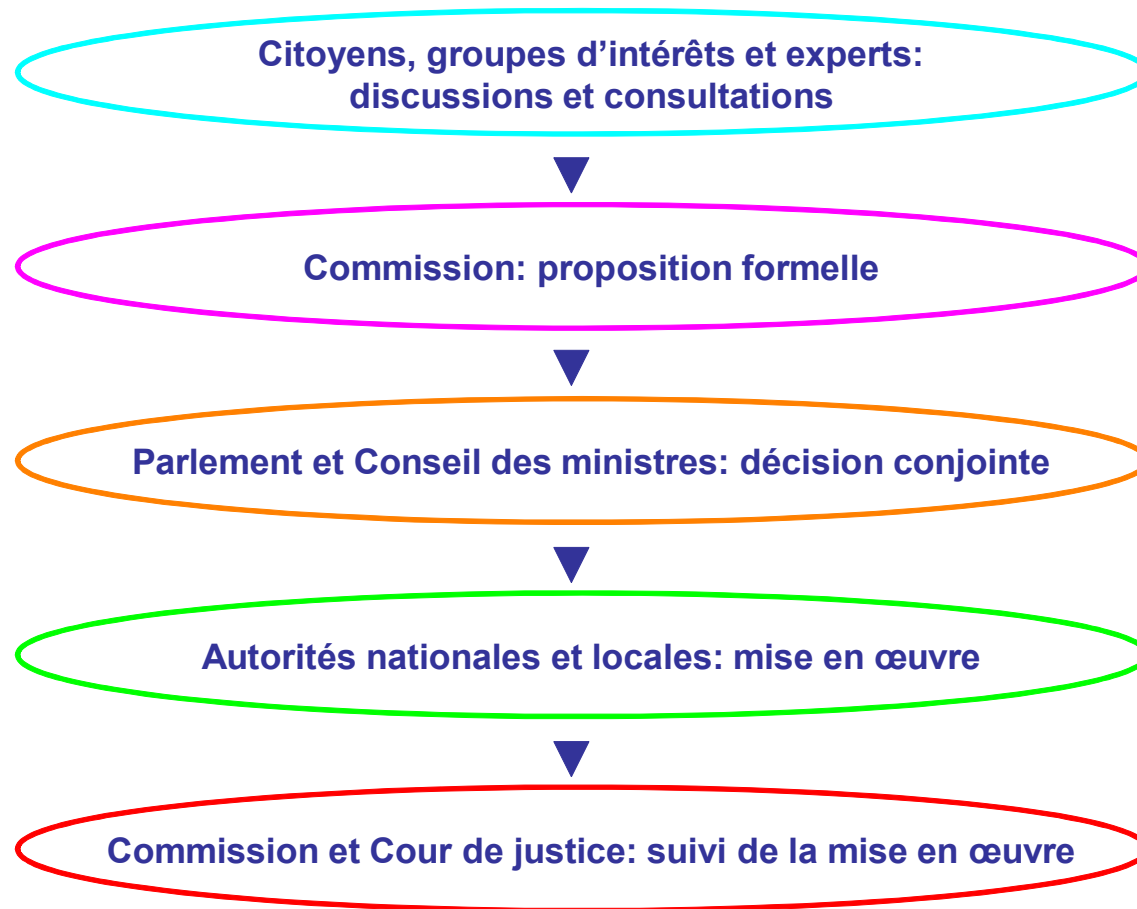 Citoyens, groupes d’intérêts et experts:
discussions et consultations
Commission: proposition formelle
Parlement et Conseil des ministres: décision conjointe
Autorités nationales et locales: mise en œuvre
Commission et Cour de justice: suivi de la mise en œuvre